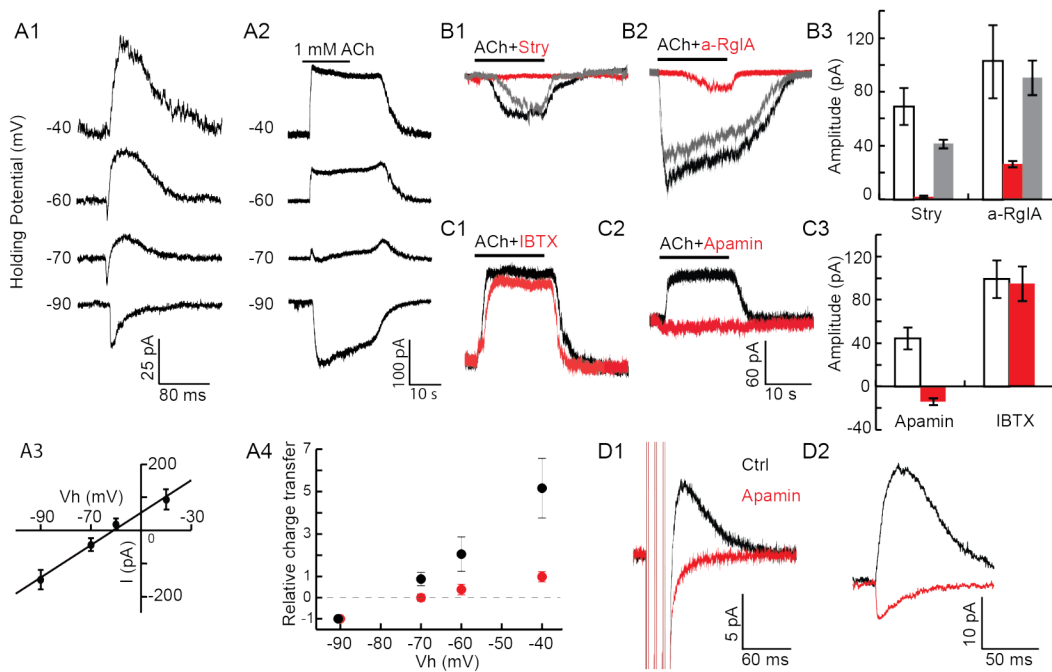 A1
Holding Potential (mV)
-40
-60
-70
-90
25 pA
80 ms
A2
1 mM ACh
-40
-60
-70
-90
100 pA
10 s
B1
ACh+Stry
B2
ACh+a-RgIA
B3
Amplitude (pA)
120
80
40
0
Stry
a-RgIA
C1
ACh+IBTX
C2
ACh+Apamin
60 pA
10 s
C3
Amplitude (pA)
120
80
40
0
-40
Apamin
IBTX
A3
200
Vh (mV)
-90
-70
-30
0
I (pA)
-200
A4
Relative charge transfer
7
5
3
1
0
-1
-90
-80
-70
-60
-50
-40
Vh (mV)
D1
Ctrl
Apamin
5 pA
60 ms
D2
10 pA
50 ms